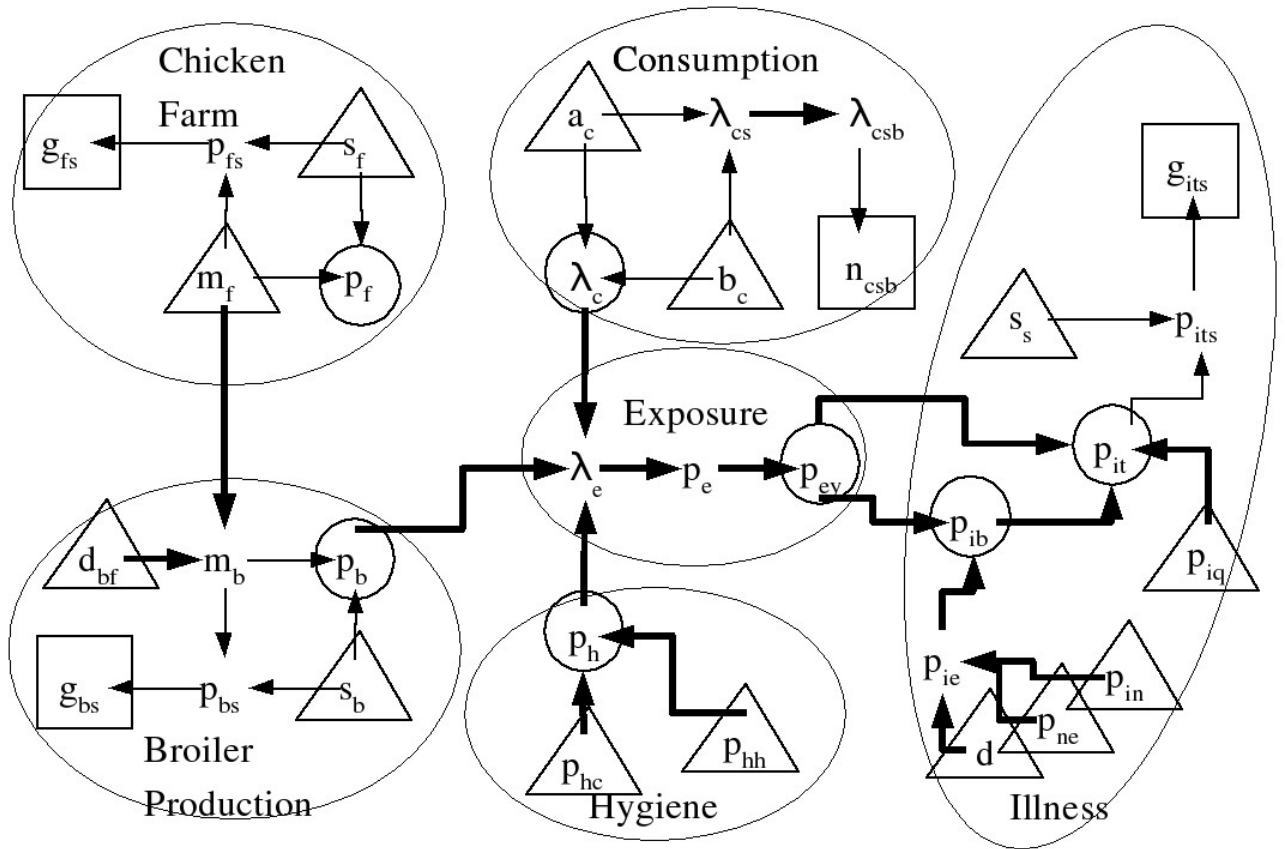 Chicken
Farm
g_fs
p_fs
s_f
m_f
p_f
Consumption
a_c
λ_cs
λ_csb
λ_c
b_c
n_csb
g_its
s_s
p_its
Exposure
λ_e
p_e
p_ev
p_it
p_ib
p_iq
d_bf
m_b
p_b
g_bs
p_bs
s_b
Broiler
Production
p_h
p_hc
p_hh
Hygiene
p_ie
p_in
p_ne
d
Illness